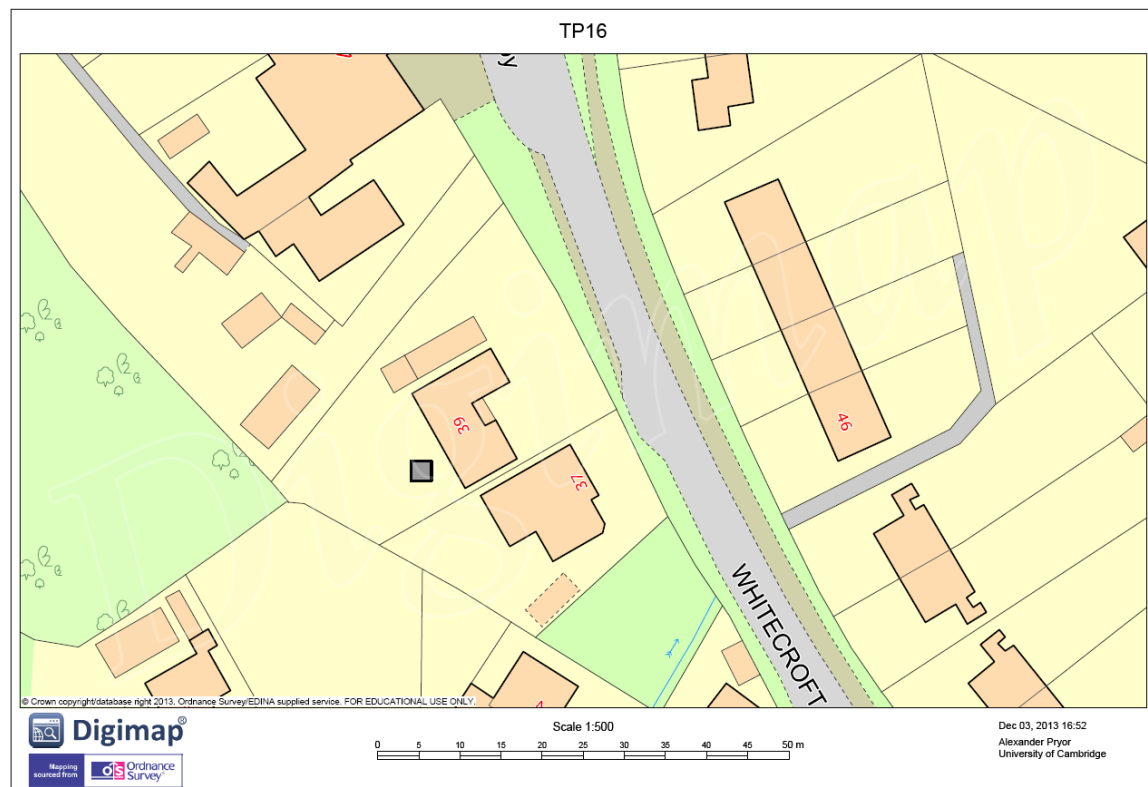 TP16
39
37
46
WHITECROFT
© Crown copyright/database right 2013. Ordnance Survey/EDINA supplied service. FOR EDUCATIONAL USE ONLY.
Digimap®
Mapping
sourced from
OS Ordnance
Survey®
Scale 1:500
0 5 10 15 20 25 30 35 40 45 50 m
Dec 03, 2013 16:52
Alexander Pryor
University of Cambridge
Digimap